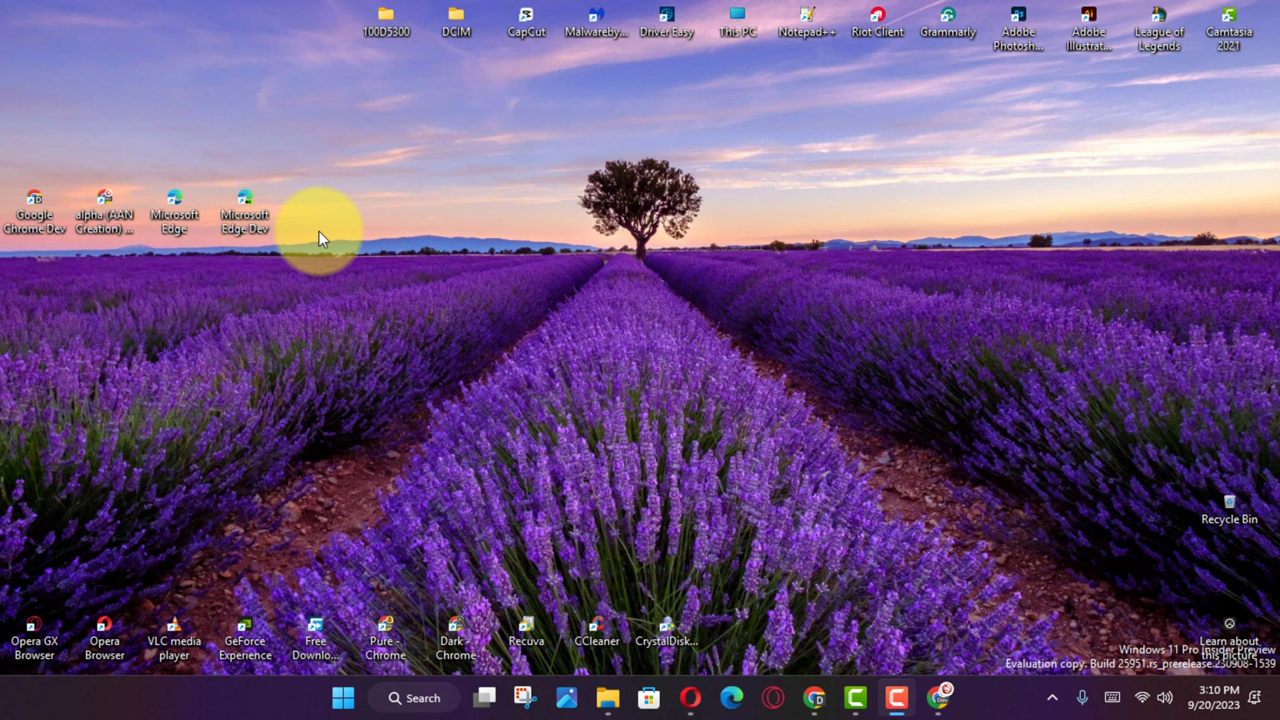 100D5300
DCIM
CapCut
Malwareby...
Driver Easy
This PC
Notepad++
Riot Client
Grammarly
Adobe
Photosh...
Adobe
Illustrat...
League of
Legends
Camtasia
2021
Google
Chrome Dev
alpha (AAN
Creation) ...
Microsoft
Edge
Microsoft
Edge Dev
Recycle Bin
Opera GX
Browser
Opera
Browser
VLC media
player
GeForce
Experience
Free
Downlo...
Pure -
Chrome
Dark -
Chrome
Recuva
CCleaner
CrystalDisk...
Learn about
this picture
Windows 11 Pro Insider Preview
Evaluation copy. Build 25951.rs_prerelease.230908-1539
Search
3:10 PM
9/20/2023